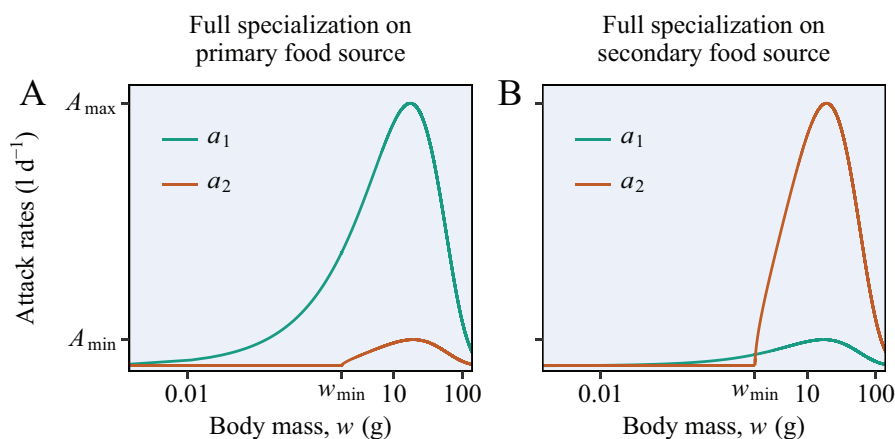 Full specialization on
primary food source
Full specialization on
secondary food source
A
B
A max
A min
Attack rates (l d⁻¹)
a₁
a₂
a₁
a₂
0.01
w min
10
100
0.01
w min
10
100
Body mass, w (g)
Body mass, w (g)